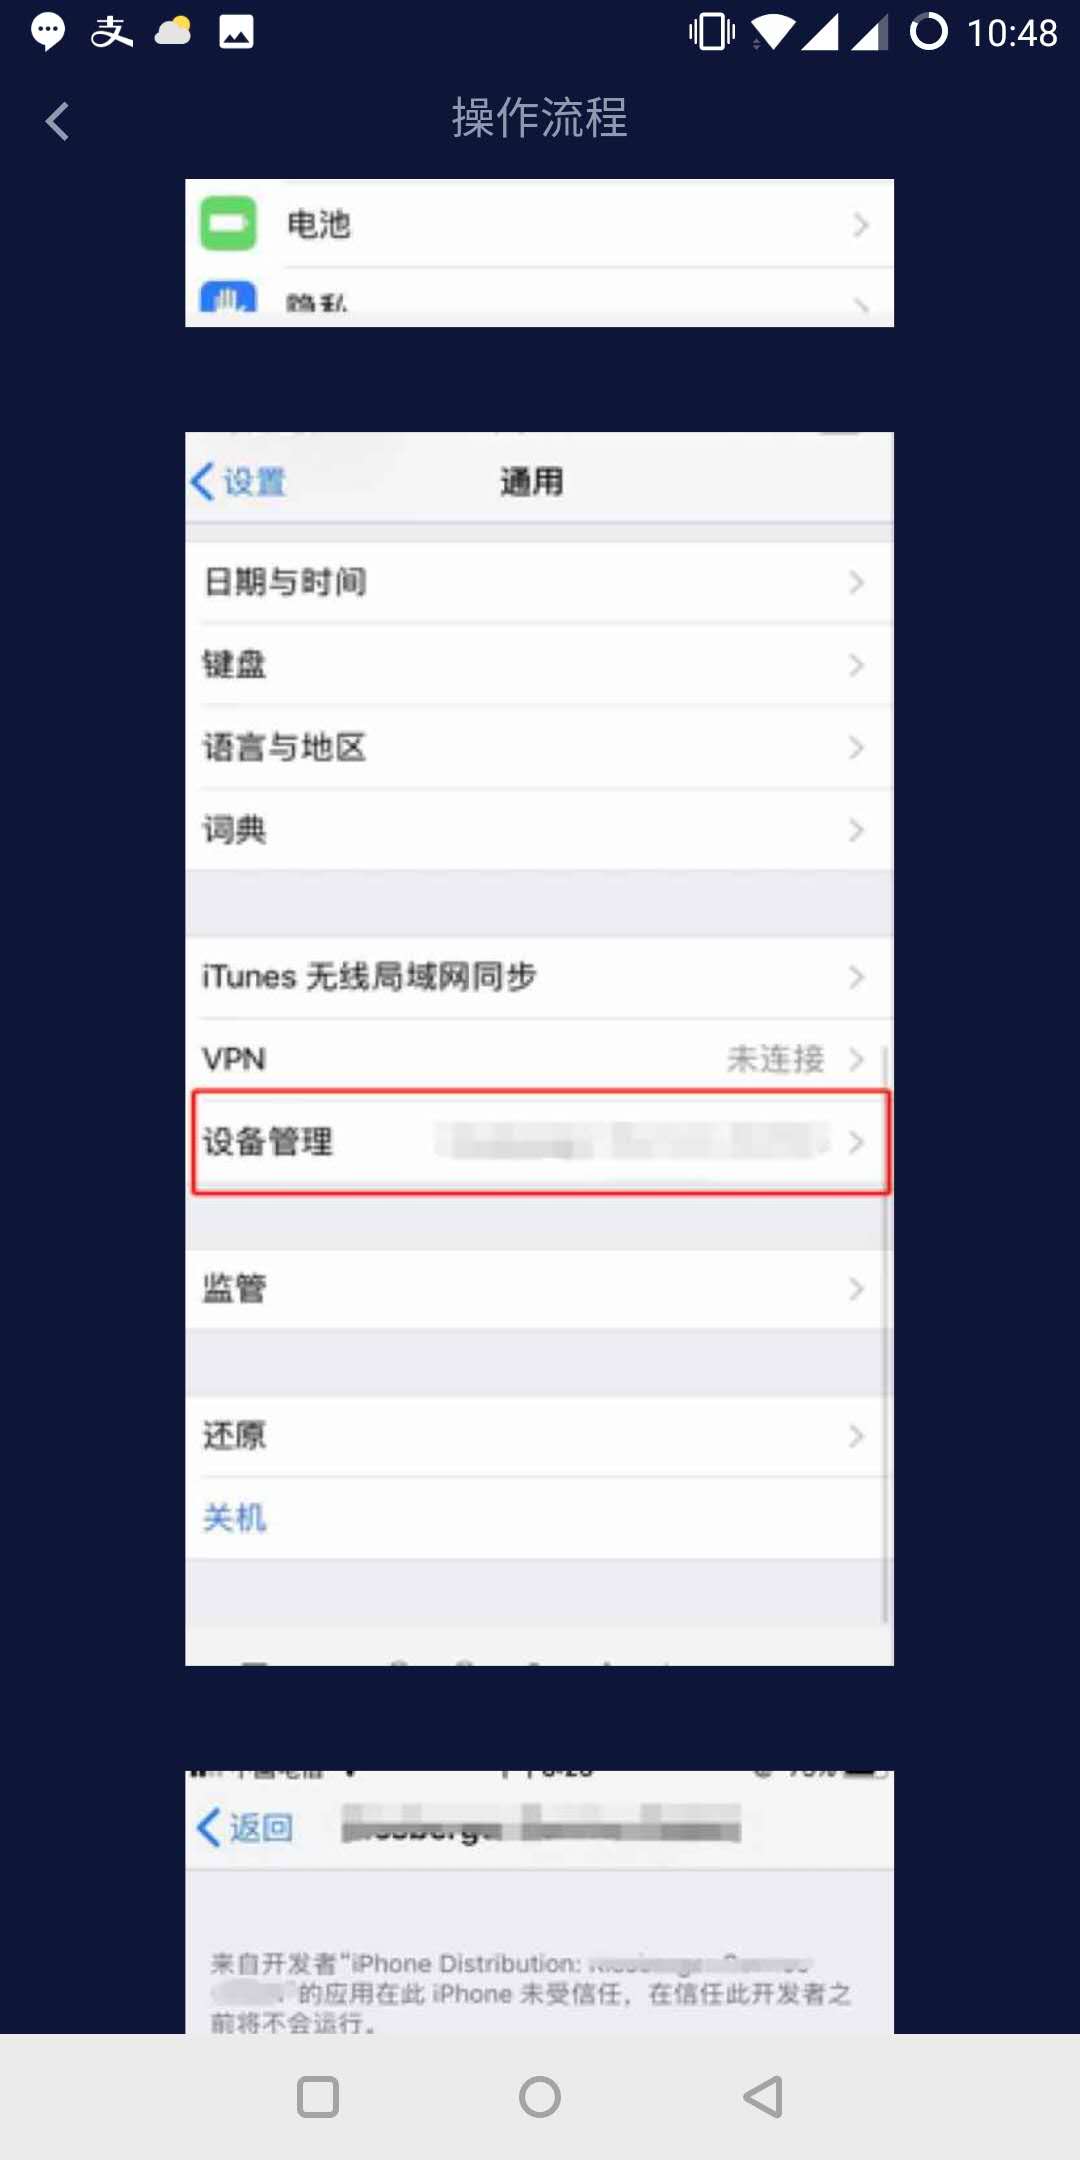 10:48
操作流程
电池
隐私
设置
通用
日期与时间
键盘
语言与地区
词典
iTunes 无线局域网同步
VPN
未连接
设备管理
监管
还原
关机
返回
来自开发者“iPhone Distribution:
”的应用在此 iPhone 未受信任，在信任此开发者之
前将不会运行。